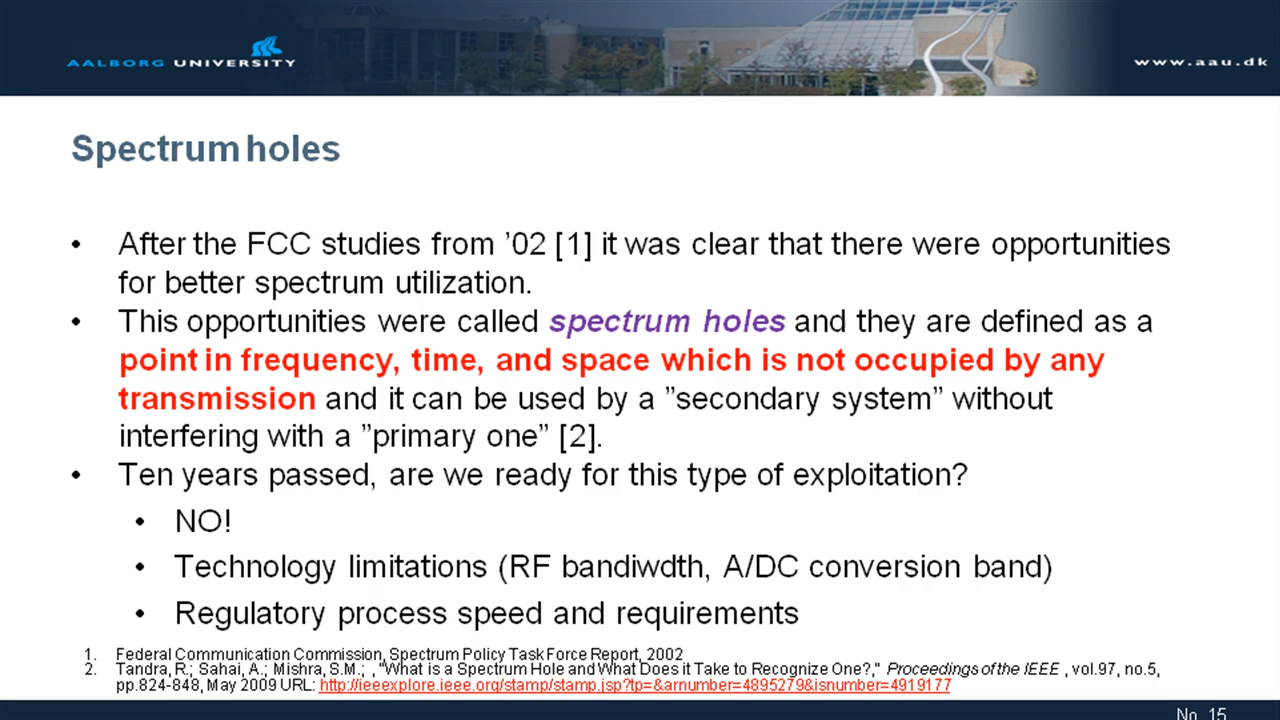 AALBORG UNIVERSITY
www.aau.dk
Spectrum holes
• After the FCC studies from ’02 [1] it was clear that there were opportunities
for better spectrum utilization.
• This opportunities were called spectrum holes and they are defined as a
point in frequency, time, and space which is not occupied by any
transmission and it can be used by a ”secondary system” without
interfering with a ”primary one” [2].
• Ten years passed, are we ready for this type of exploitation?
• NO!
• Technology limitations (RF bandiwdth, A/DC conversion band)
• Regulatory process speed and requirements
1. Federal Communication Commission, Spectrum Policy Task Force Report, 2002
2. Tandra, R.; Sahai, A.; Mishra, S.M.; , "What is a Spectrum Hole and What Does it Take to Recognize One?," Proceedings of the IEEE , vol.97, no.5,
pp.824-848, May 2009 URL: http://ieeexplore.ieee.org/stamp/stamp.jsp?tp=&arnumber=4895279&isnumber=4919177
No. 15